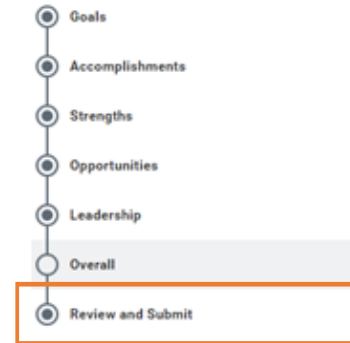 Goals
Accomplishments
Strengths
Opportunities
Leadership
Overall
Review and Submit